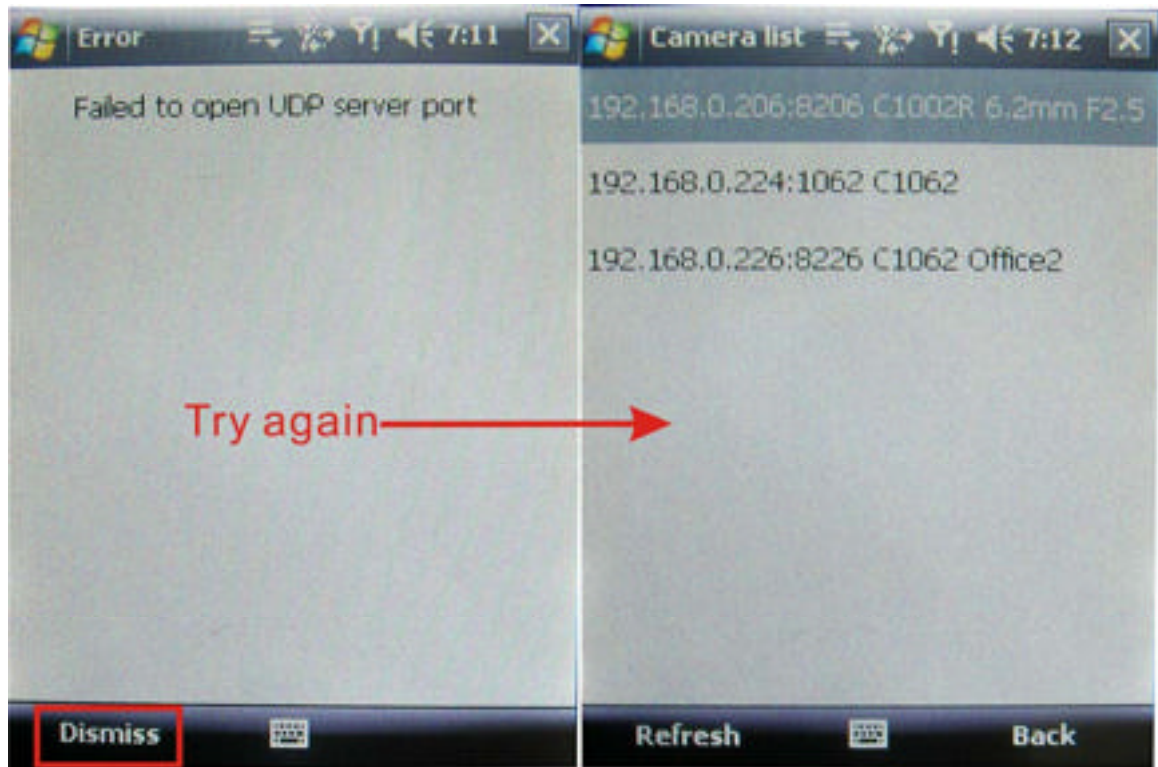 Error 7:11
Failed to open UDP server port
Try again
Dismiss
Camera list 7:12
192.168.0.206:8206 C1002R 6.2mm F2.5
192.168.0.224:1062 C1062
192.168.0.226:8226 C1062 Office2
Refresh Back